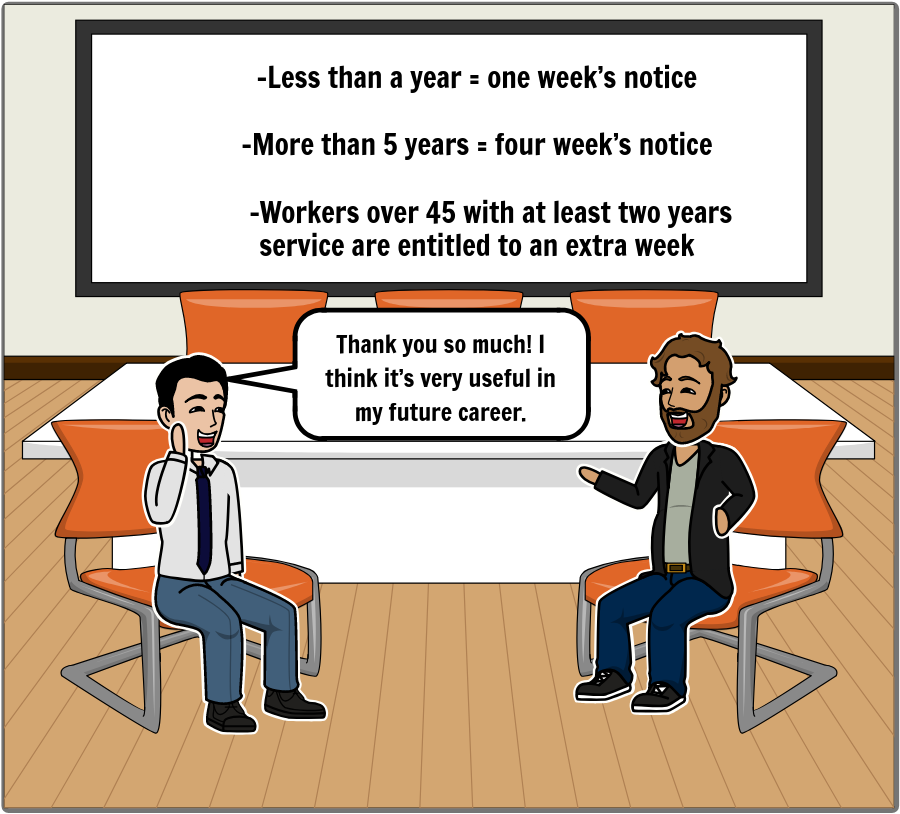 -Less than a year = one week's notice
-More than 5 years = four week's notice
-Workers over 45 with at least two years
service are entitled to an extra week
Thank you so much! I
think it's very useful in
my future career.